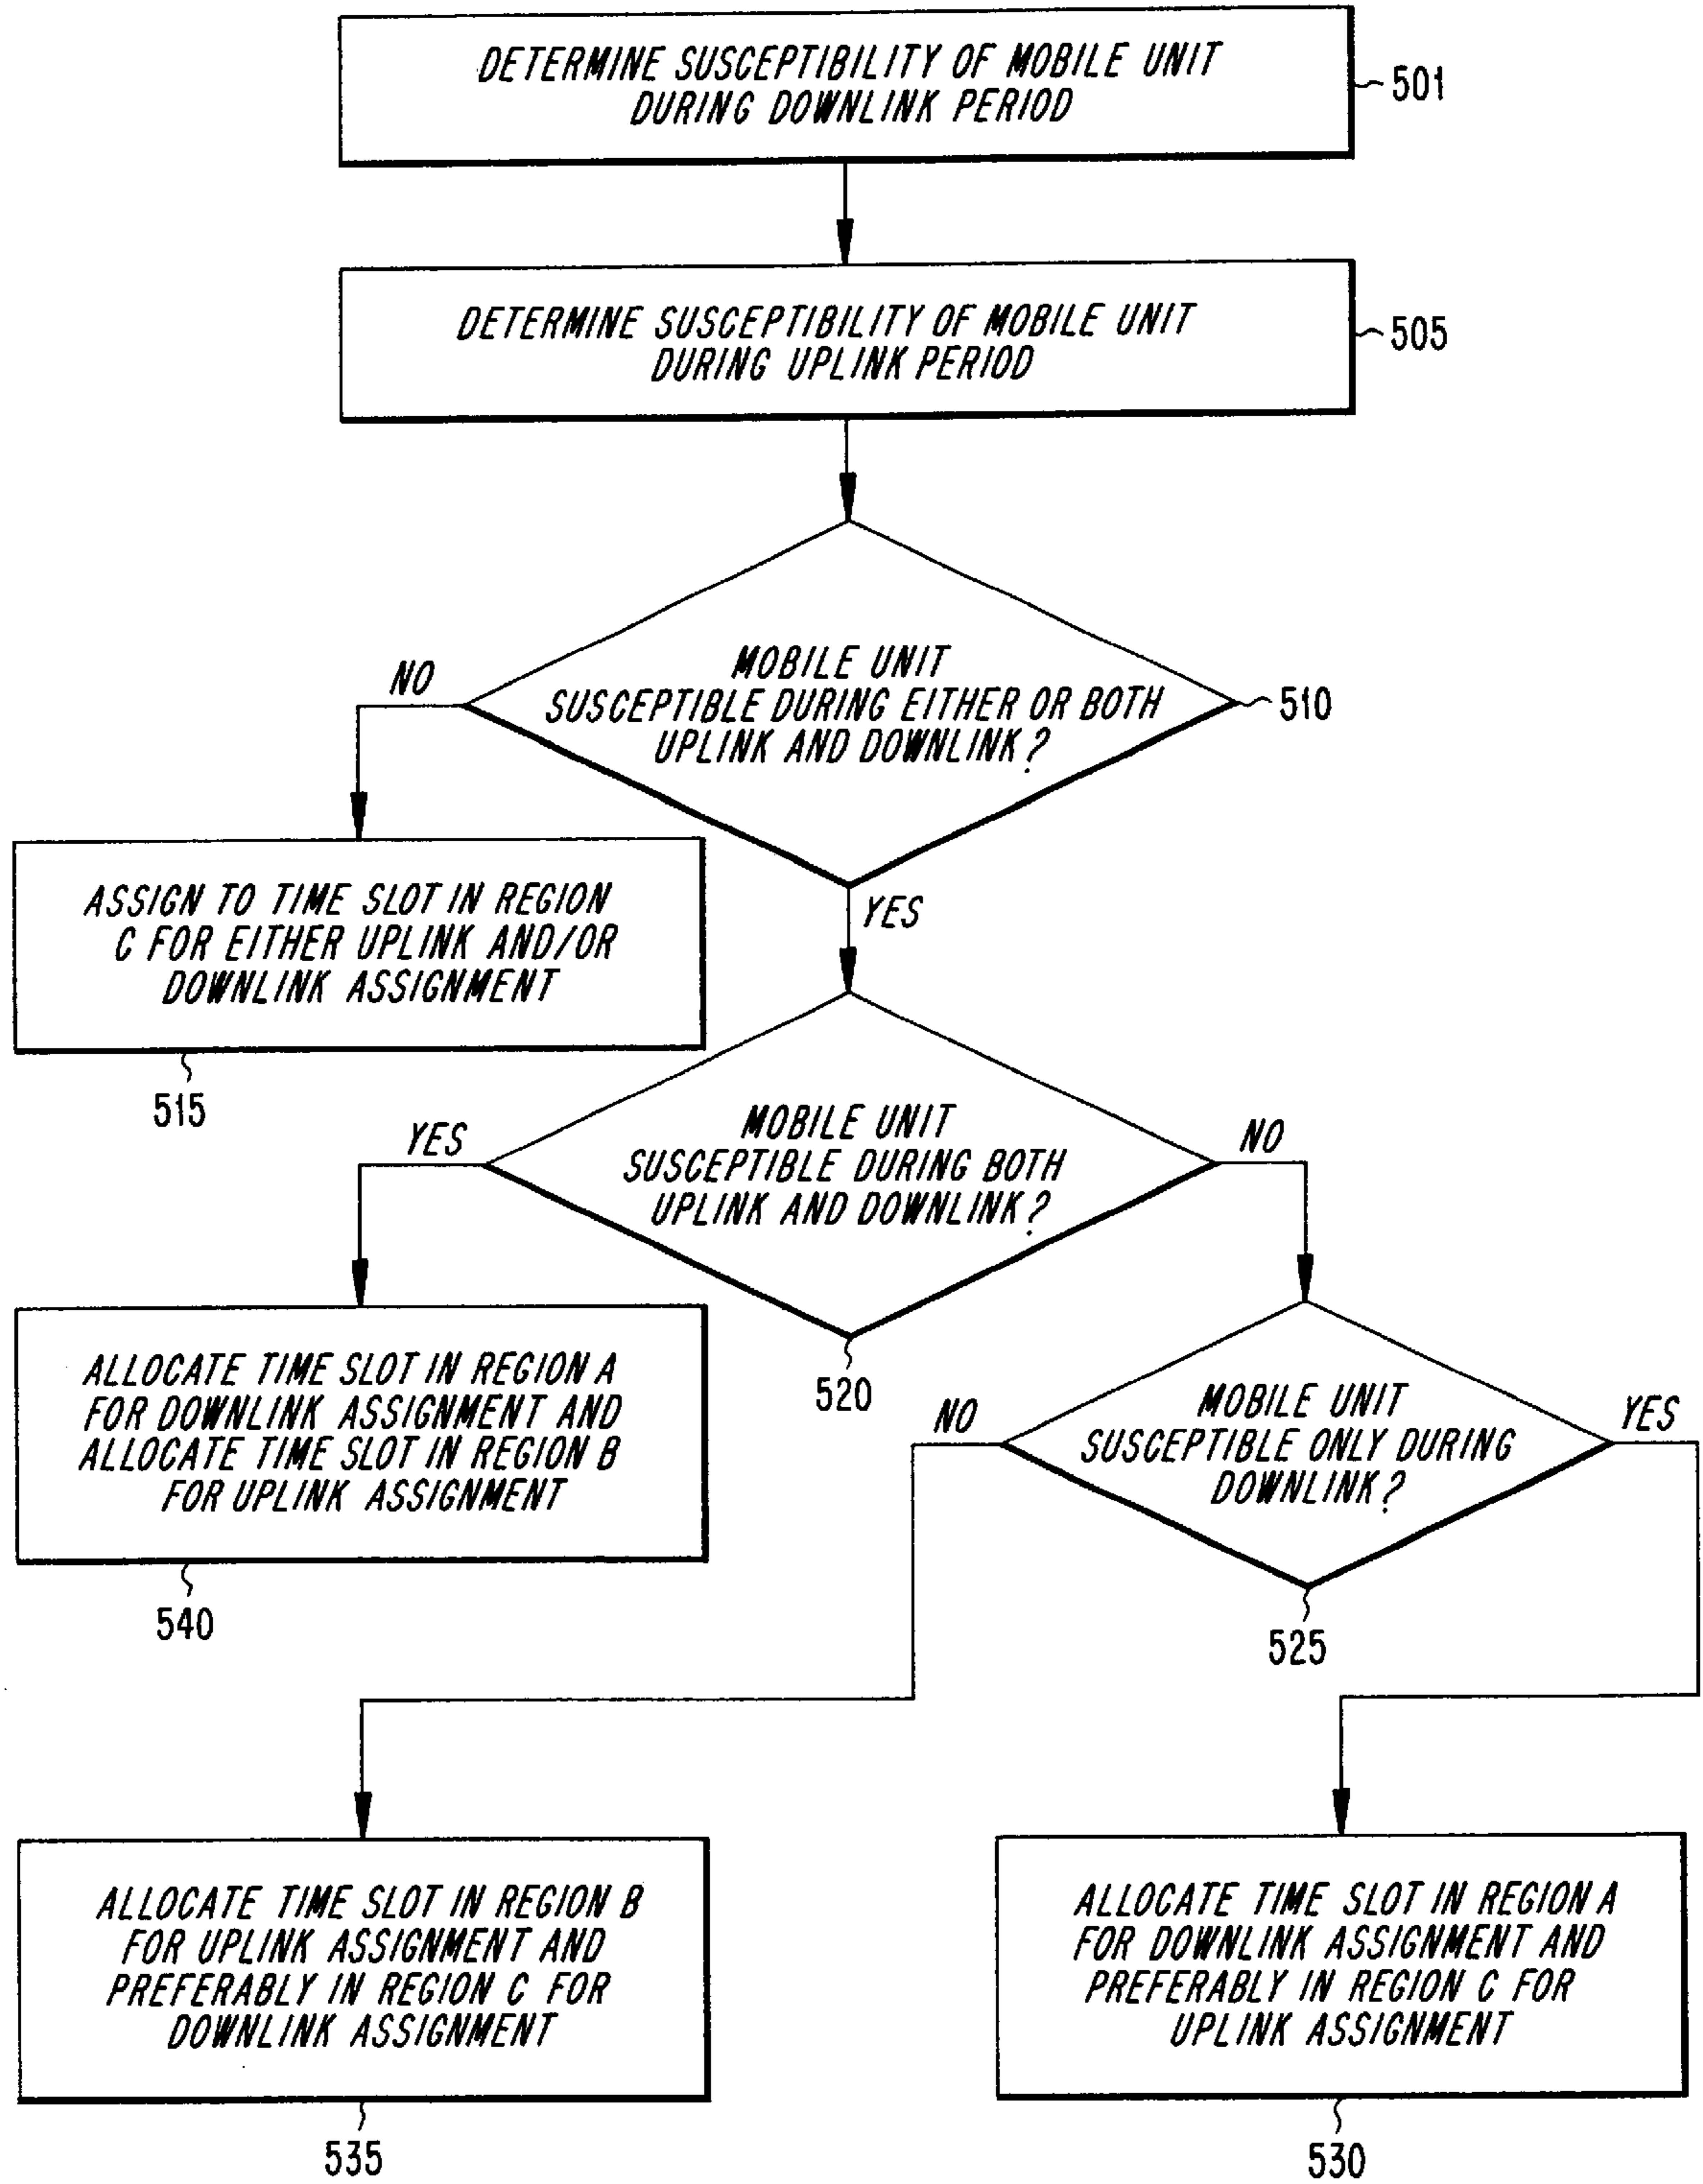 DETERMINE SUSCEPTIBILITY OF MOBILE UNIT
DURING DOWNLINK PERIOD
501
DETERMINE SUSCEPTIBILITY OF MOBILE UNIT
DURING UPLINK PERIOD
505
MOBILE UNIT
SUSCEPTIBLE DURING EITHER OR BOTH
UPLINK AND DOWNLINK?
510
NO
YES
ASSIGN TO TIME SLOT IN REGION
C FOR EITHER UPLINK AND/OR
DOWNLINK ASSIGNMENT
515
MOBILE UNIT
SUSCEPTIBLE DURING BOTH
UPLINK AND DOWNLINK?
520
YES
NO
ALLOCATE TIME SLOT IN REGION A
FOR DOWNLINK ASSIGNMENT AND
ALLOCATE TIME SLOT IN REGION B
FOR UPLINK ASSIGNMENT
540
MOBILE UNIT
SUSCEPTIBLE ONLY DURING
DOWNLINK?
525
NO
YES
ALLOCATE TIME SLOT IN REGION B
FOR UPLINK ASSIGNMENT AND
PREFERABLY IN REGION C FOR
DOWNLINK ASSIGNMENT
535
ALLOCATE TIME SLOT IN REGION A
FOR DOWNLINK ASSIGNMENT AND
PREFERABLY IN REGION C FOR
UPLINK ASSIGNMENT
530